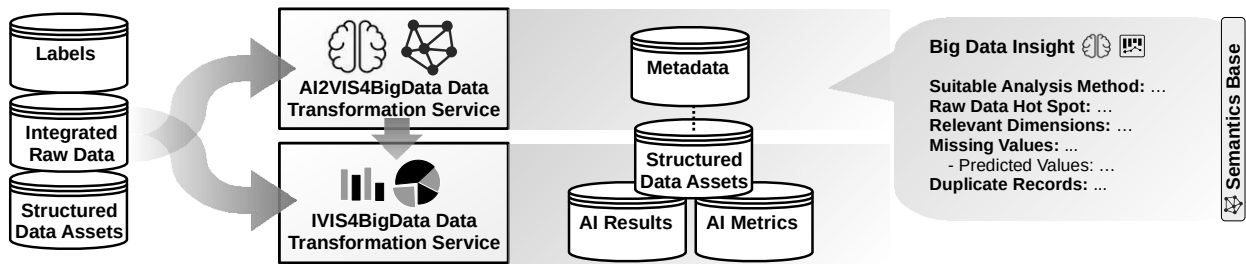 Labels
Integrated
Raw Data
Structured
Data Assets
AI2VIS4BigData Data
Transformation Service
IVIS4BigData Data
Transformation Service
Metadata
Structured
Data Assets
AI Results
AI Metrics
Big Data Insight
Suitable Analysis Method: ...
Raw Data Hot Spot: ...
Relevant Dimensions: ...
Missing Values: ...
- Predicted Values: ...
Duplicate Records: ...
Semantics Base